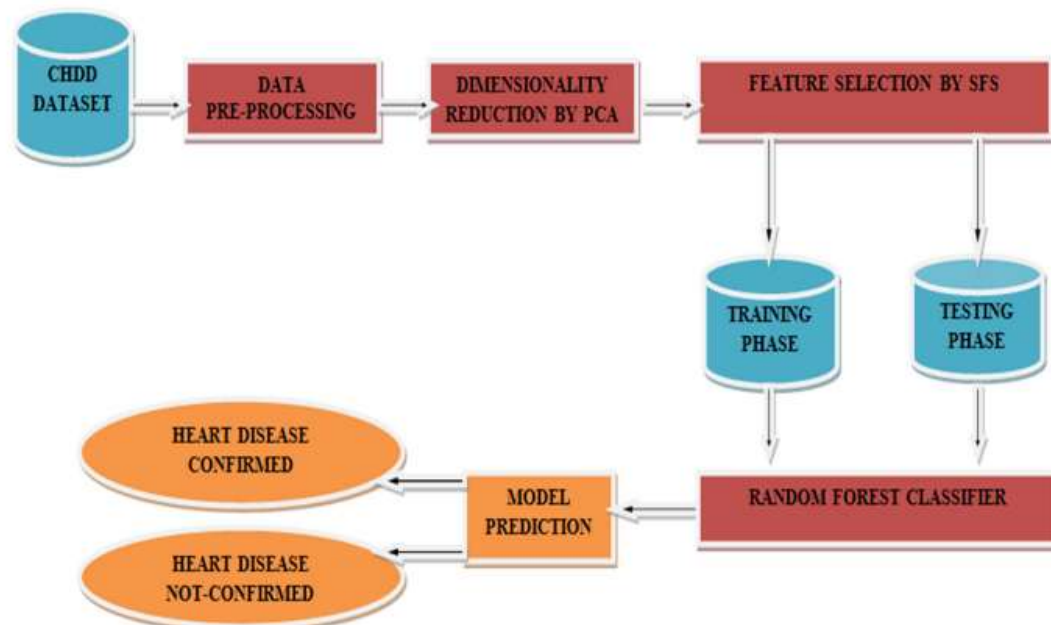 CHDD
DATASET
DATA
PRE-PROCESSING
DIMENSIONALITY
REDUCTION BY PCA
FEATURE SELECTION BY SFS
TRAINING
PHASE
TESTING
PHASE
HEART DISEASE
CONFIRMED
MODEL
PREDICTION
RANDOM FOREST CLASSIFIER
HEART DISEASE
NOT-CONFIRMED